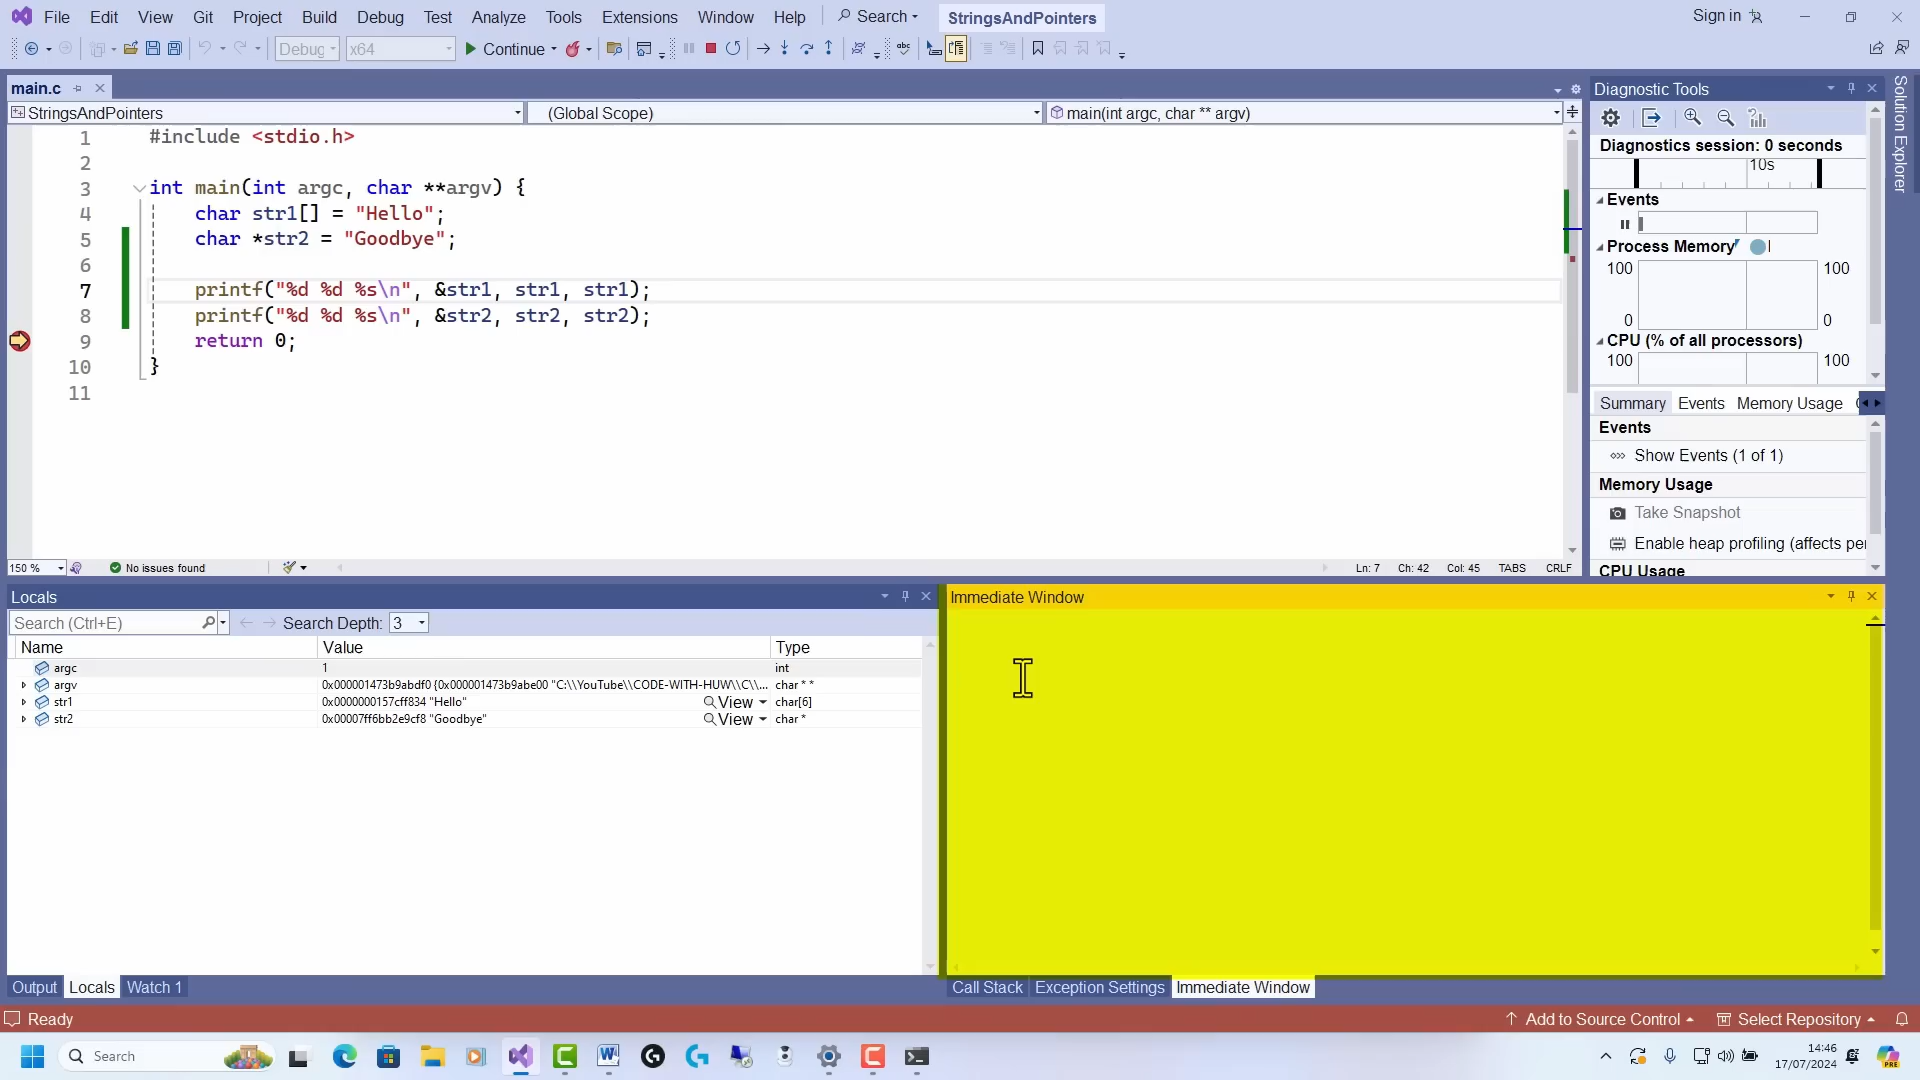 File Edit View Git Project Build Debug Test Analyze Tools Extensions Window Help Search StringsAndPointers Sign in
Debug x64 Continue
main.c
StringsAndPointers (Global Scope) main(int argc, char ** argv)
1 #include <stdio.h>
2
3 int main(int argc, char **argv) {
4 char str1[] = "Hello";
5 char *str2 = "Goodbye";
6
7 printf("%d %d %s\n", &str1, str1, str1);
8 printf("%d %d %s\n", &str2, str2, str2);
9 return 0;
10 }
11
150 % No issues found Ln: 7 Ch: 42 Col: 45 TABS CRLF
Diagnostic Tools
Diagnostics session: 0 seconds
10s
Events
Process Memory
100 100
0 0
CPU (% of all processors)
100 100
Summary Events Memory Usage
Events
Show Events (1 of 1)
Memory Usage
Take Snapshot
Enable heap profiling (affects per
CPU Usage
Solution Explorer
Locals
Search (Ctrl+E) Search Depth: 3
Name Value Type
argc 1 int
argv 0x000001473b9abdf0 {0x000001473b9abe00 "C:\\YouTube\\CODE-WITH-HUW\\C\\... char * *
str1 0x0000000157cff834 "Hello" View char[6]
str2 0x00007ff6bb2e9cf8 "Goodbye" View char *
Output Locals Watch 1
Immediate Window
Call Stack Exception Settings Immediate Window
Ready Add to Source Control Select Repository
Search
14:46
17/07/2024